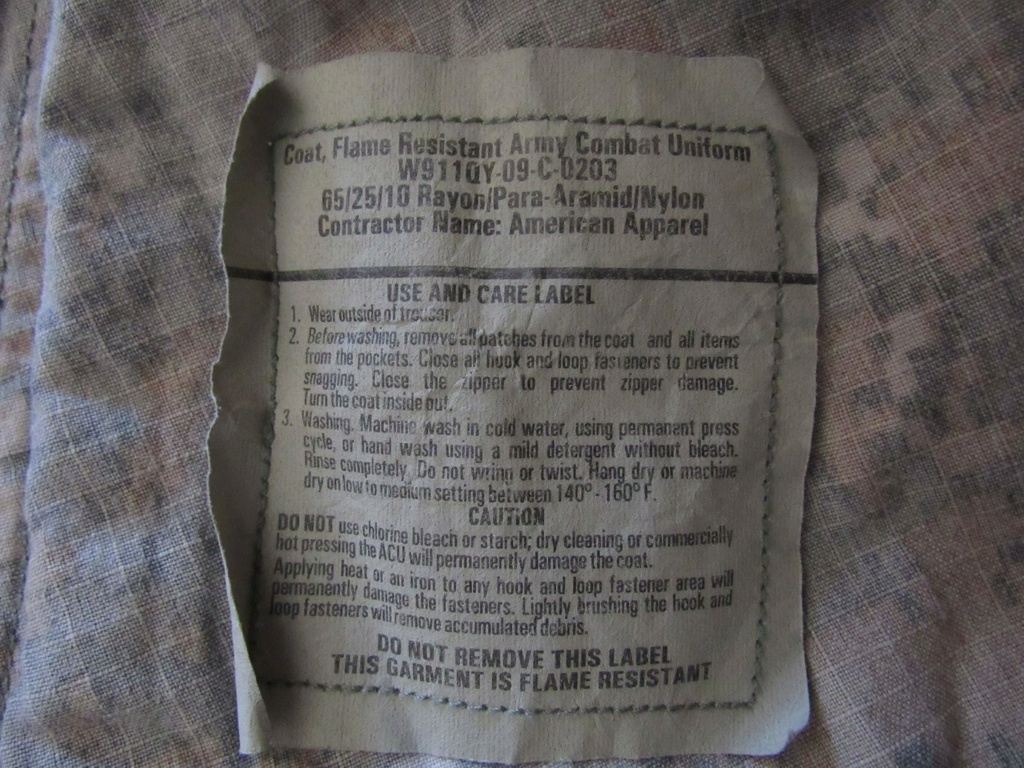 Coat, Flame Resistant Army Combat Uniform
W911QY-09-C-0203
65/25/10 Rayon/Para-Aramid/Nylon
Contractor Name: American Apparel
USE AND CARE LABEL
1. Wear outside of trouser.
2. Before washing, remove all patches from the coat and all items
from the pockets. Close all hook and loop fasteners to prevent
snagging. Close the zipper to prevent zipper damage.
Turn the coat inside out.
3. Washing. Machine wash in cold water, using permanent press
cycle, or hand wash using a mild detergent without bleach.
Rinse completely. Do not wring or twist. Hang dry or machine
dry on low to medium setting between 140° - 160° F.
CAUTION
DO NOT use chlorine bleach or starch; dry cleaning or commercially
hot pressing the ACU will permanently damage the coat.
Applying heat or an iron to any hook and loop fastener area will
permanently damage the fasteners. Lightly brushing the hook and
loop fasteners will remove accumulated debris.
DO NOT REMOVE THIS LABEL
THIS GARMENT IS FLAME RESISTANT